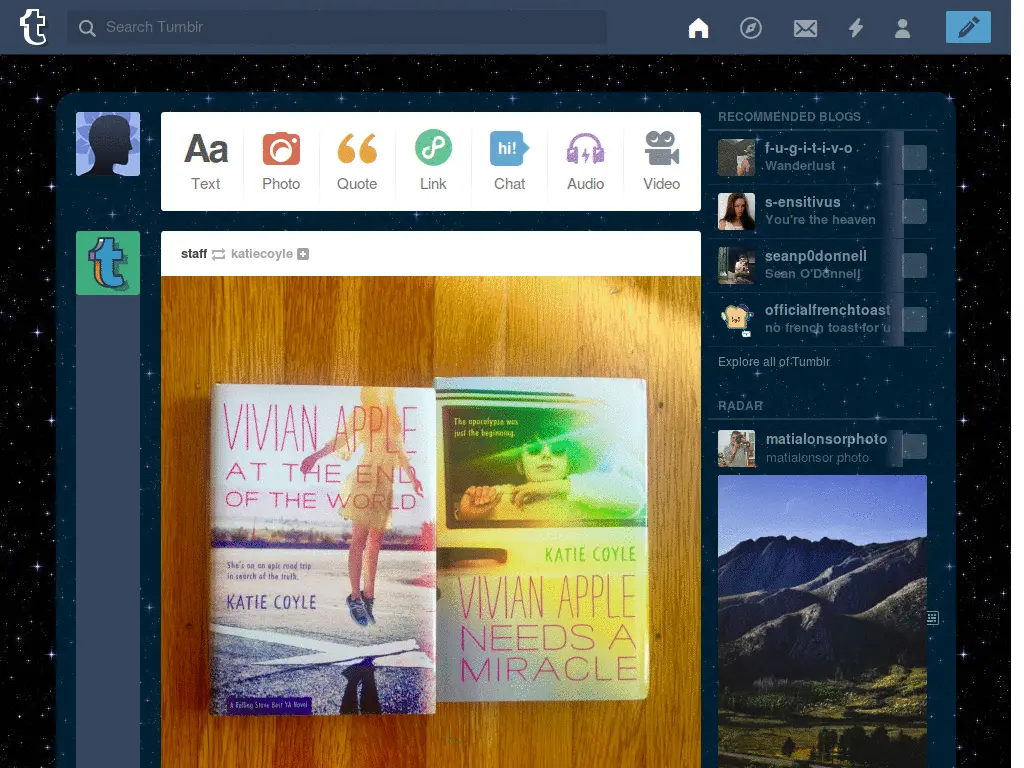 Search Tumblr
Aa
Text
Photo
Quote
Link
hi!
Chat
Audio
Video
staff katiecoyle
VIVIAN APPLE
AT THE END
OF THE WORLD
She's on an epic road trip
in search of the truth.
KATIE COYLE
A Rolling Stone Best YA Novel
The apocalypse was
just the beginning.
KATIE COYLE
VIVIAN APPLE
NEEDS A
MIRACLE
RECOMMENDED BLOGS
f-u-g-i-t-i-v-o
Wanderlust
s-ensitivus
You're the heaven
seanp0donnell
Sean O'Donnell
officialfrenchtoast
no french toast for u
Explore all of Tumblr
RADAR
matialonsorphoto
matialonsor photo.